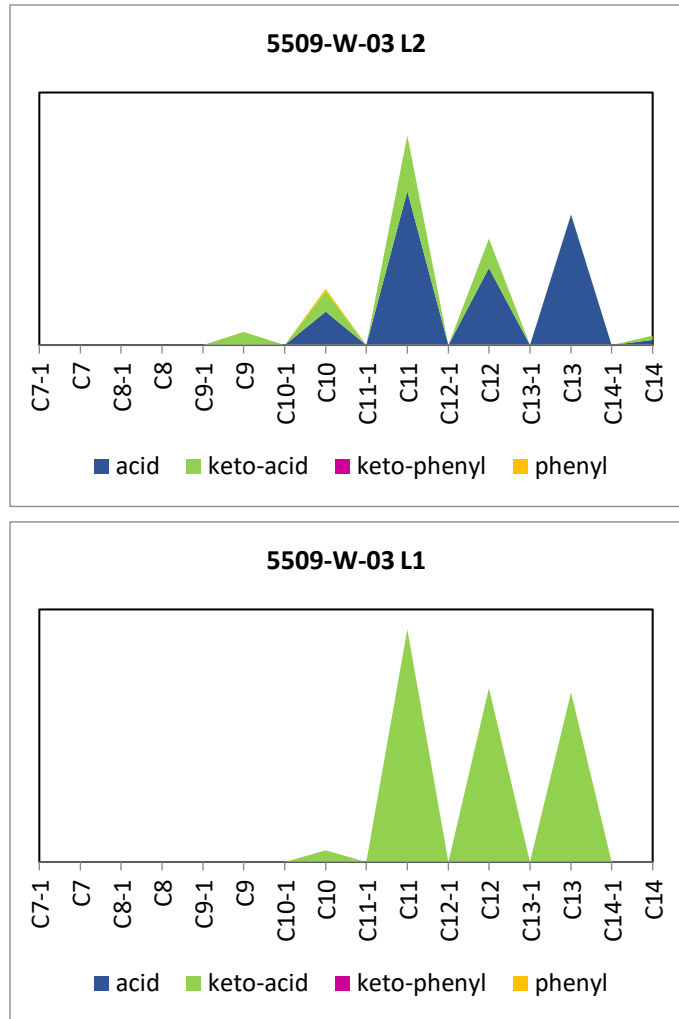 5509-W-03 L2
C7-1 C7 C8-1 C8 C9-1 C9 C10-1 C10 C11-1 C11 C12-1 C12 C13-1 C13 C14-1 C14
acid keto-acid keto-phenyl phenyl
5509-W-03 L1
C7-1 C7 C8-1 C8 C9-1 C9 C10-1 C10 C11-1 C11 C12-1 C12 C13-1 C13 C14-1 C14
acid keto-acid keto-phenyl phenyl